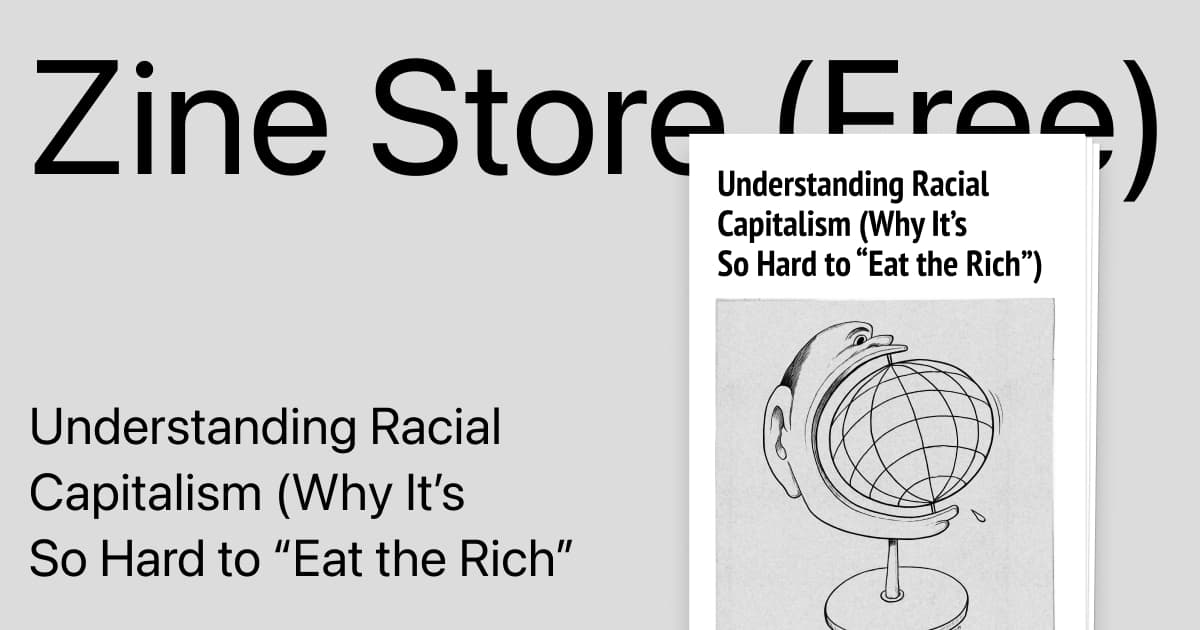 Zine Store (Free)
Understanding Racial
Capitalism (Why It’s
So Hard to “Eat the Rich”)
Understanding Racial
Capitalism (Why It’s
So Hard to “Eat the Rich”